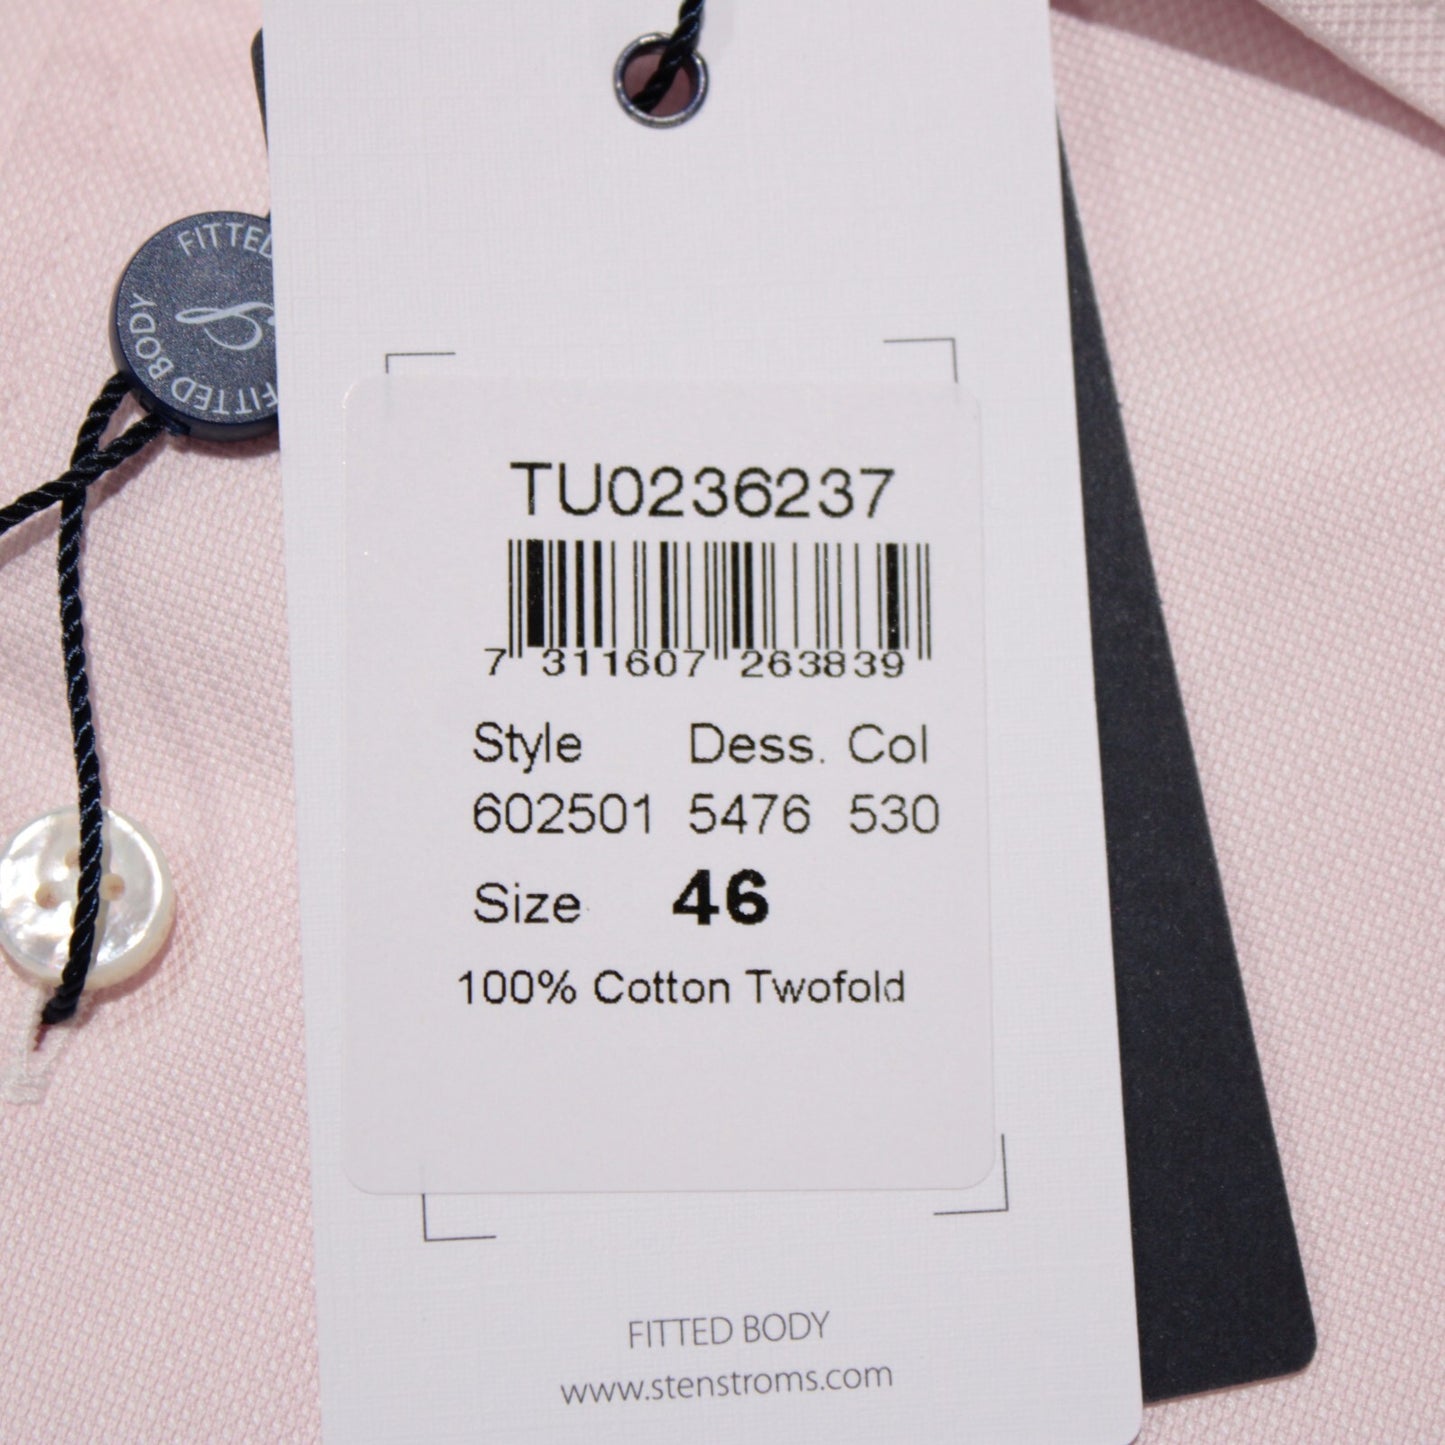 FITTED
FITTED BODY
TU0236237
7 311607 263839
Style Dess. Col
602501 5476 530
Size 46
100% Cotton Twofold
FITTED BODY
www.stenstroms.com